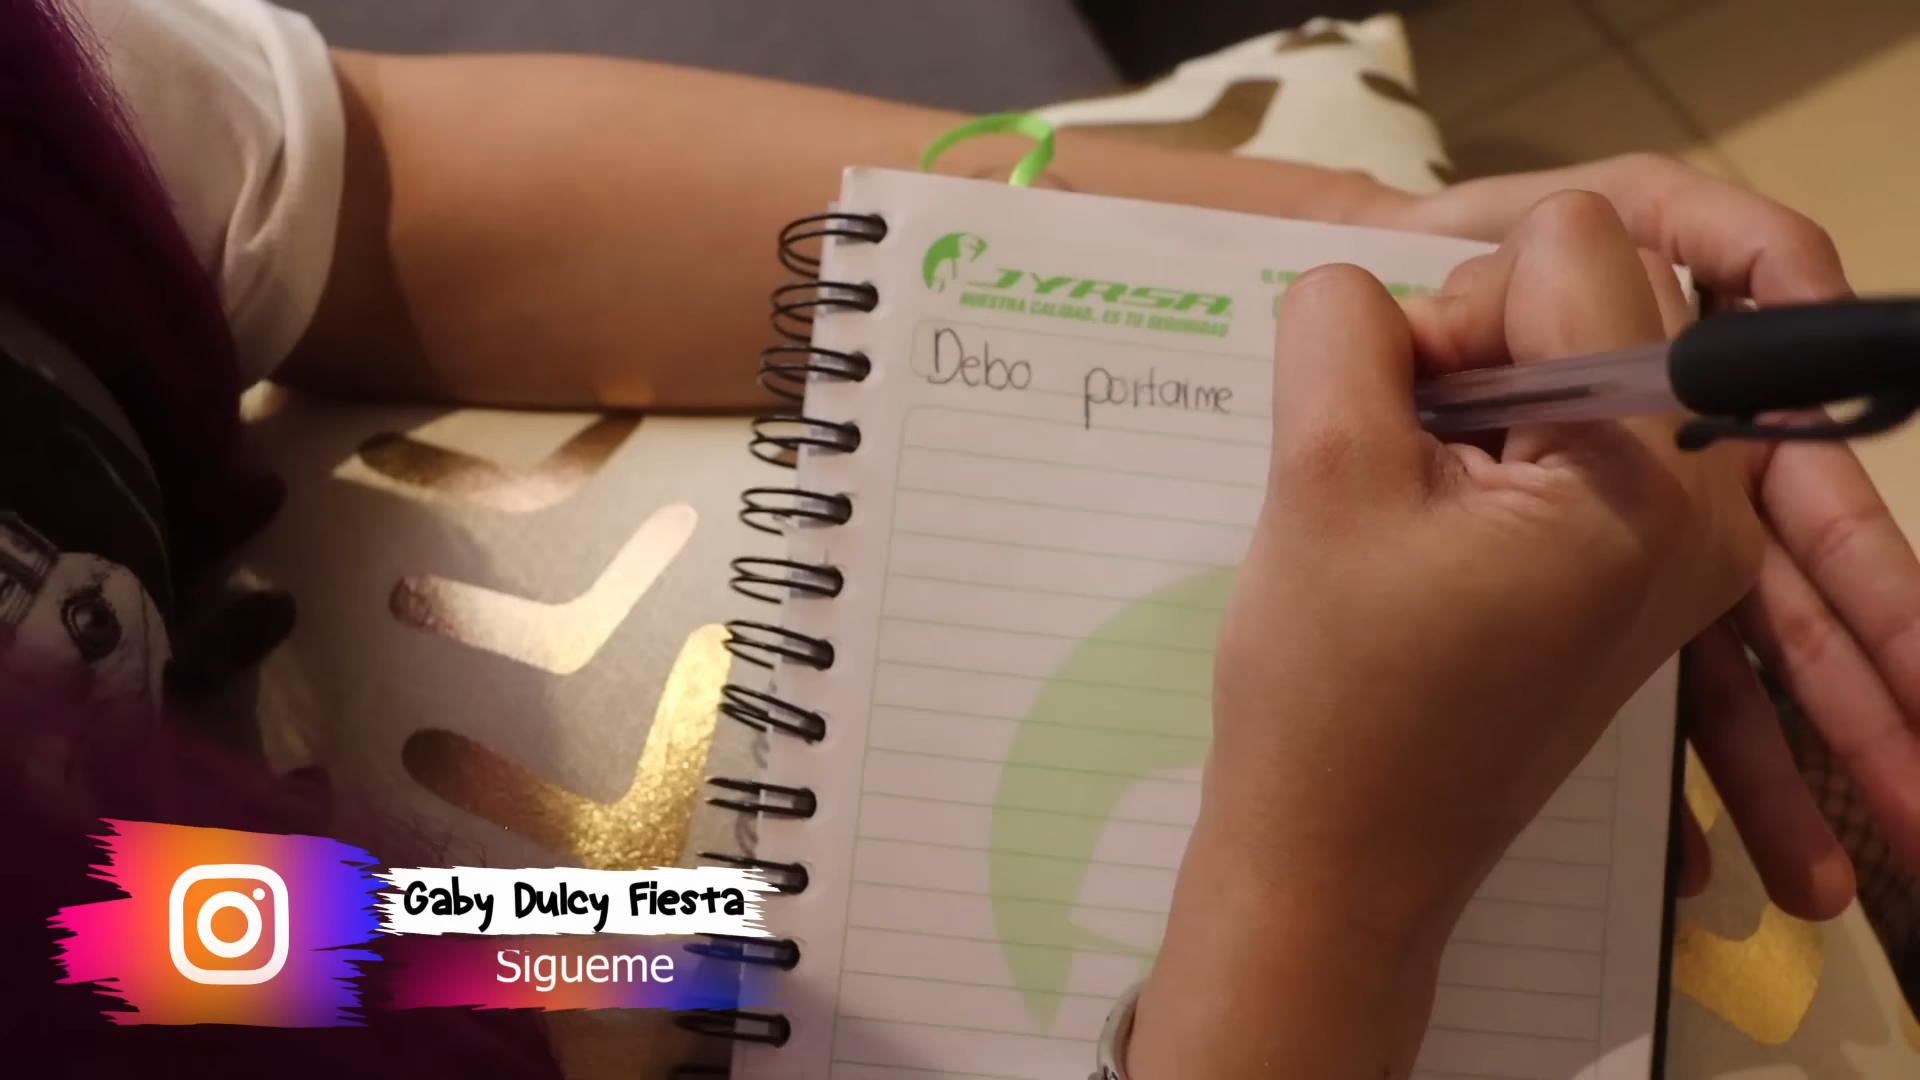 JYRSA
NUESTRA CALIDAD, ES TU SEGURIDAD
Debo portarme
Gaby Dulcy Fiesta
Sigueme